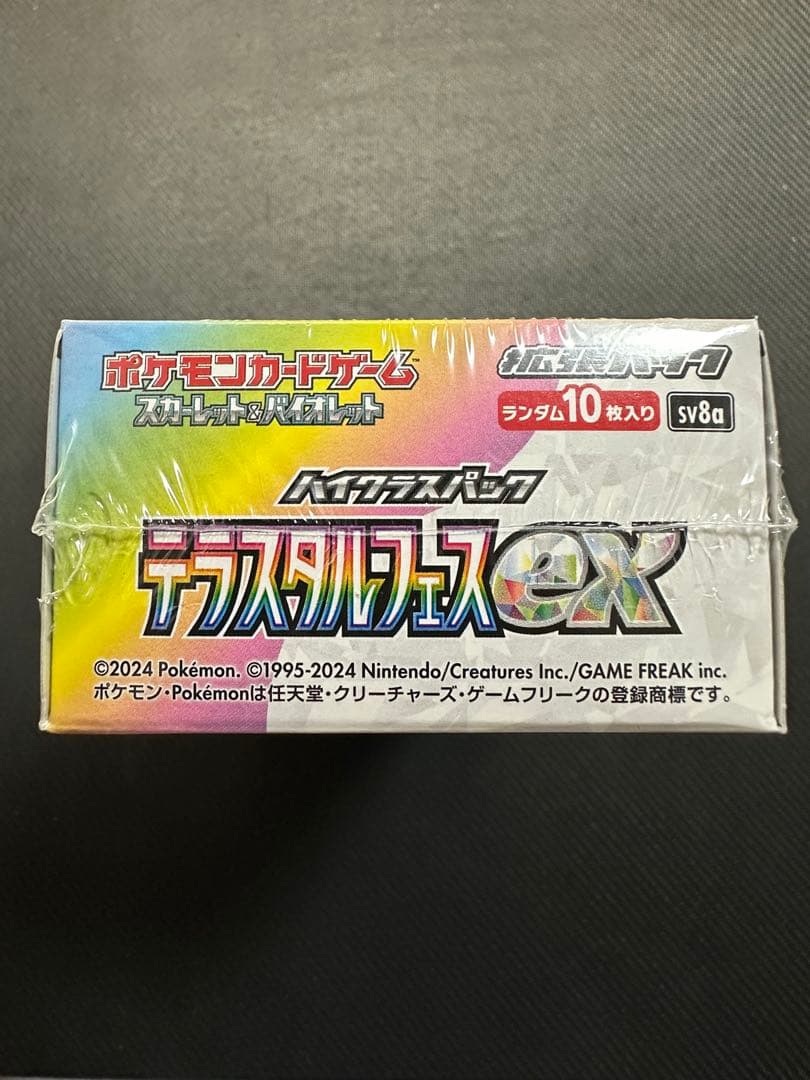 ポケモンカードゲーム™
スカーレット&バイオレット
拡張パック
ランダム10枚入り sv8a
ハイクラスパック
テラスタル・フェスex
©2024 Pokémon. ©1995-2024 Nintendo/Creatures Inc./GAME FREAK inc.
ポケモン・Pokémonは任天堂・クリーチャーズ・ゲームフリークの登録商標です。